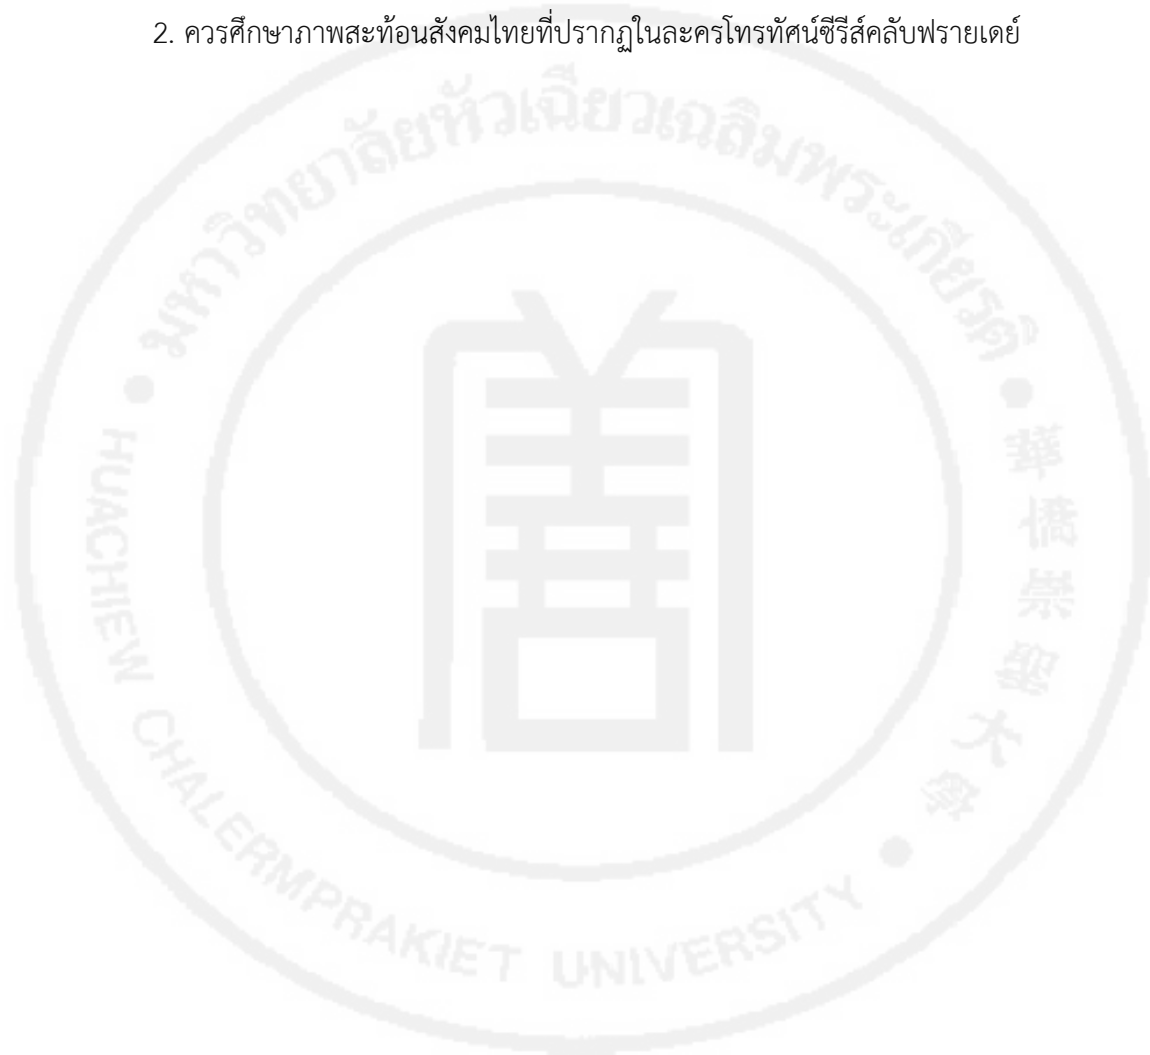 2. ควรศึกษาภาพสะท้อนสังคมไทยที่ปรากฏในละครโทรทัศน์ซีรีส์คลับฟรายเดย์
มหาวิทยาลัยหัวเฉียวเฉลิมพระเกียรติ
華僑崇聖大學
HUACHIEW CHALERMPRAKIET UNIVERSITY